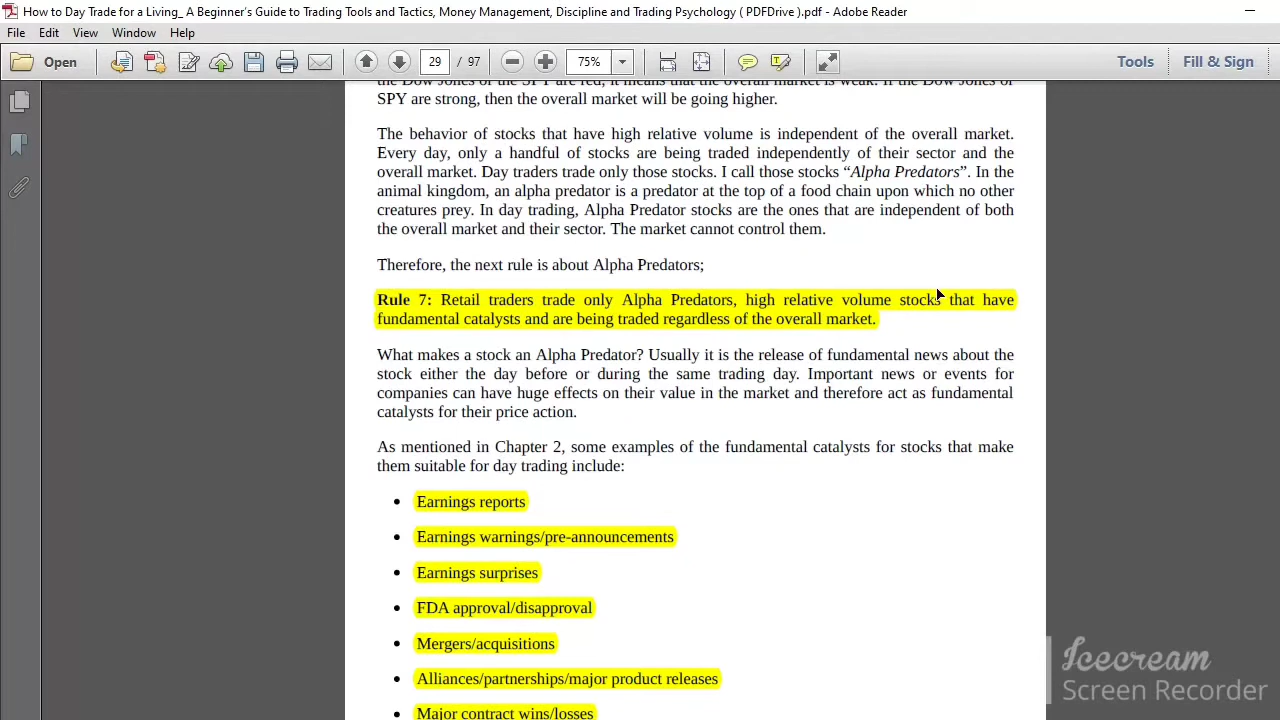 How to Day Trade for a Living_ A Beginner's Guide to Trading Tools and Tactics, Money Management, Discipline and Trading Psychology ( PDFDrive ).pdf - Adobe Reader
File Edit View Window Help
Open 29 / 97 75% Tools Fill & Sign
SPY are strong, then the overall market will be going higher.
The behavior of stocks that have high relative volume is independent of the overall market.
Every day, only a handful of stocks are being traded independently of their sector and the
overall market. Day traders trade only those stocks. I call those stocks “Alpha Predators”. In the
animal kingdom, an alpha predator is a predator at the top of a food chain upon which no other
creatures prey. In day trading, Alpha Predator stocks are the ones that are independent of both
the overall market and their sector. The market cannot control them.
Therefore, the next rule is about Alpha Predators;
Rule 7: Retail traders trade only Alpha Predators, high relative volume stocks that have
fundamental catalysts and are being traded regardless of the overall market.
What makes a stock an Alpha Predator? Usually it is the release of fundamental news about the
stock either the day before or during the same trading day. Important news or events for
companies can have huge effects on their value in the market and therefore act as fundamental
catalysts for their price action.
As mentioned in Chapter 2, some examples of the fundamental catalysts for stocks that make
them suitable for day trading include:
• Earnings reports
• Earnings warnings/pre-announcements
• Earnings surprises
• FDA approval/disapproval
• Mergers/acquisitions
• Alliances/partnerships/major product releases
• Major contract wins/losses
Icecream
Screen Recorder